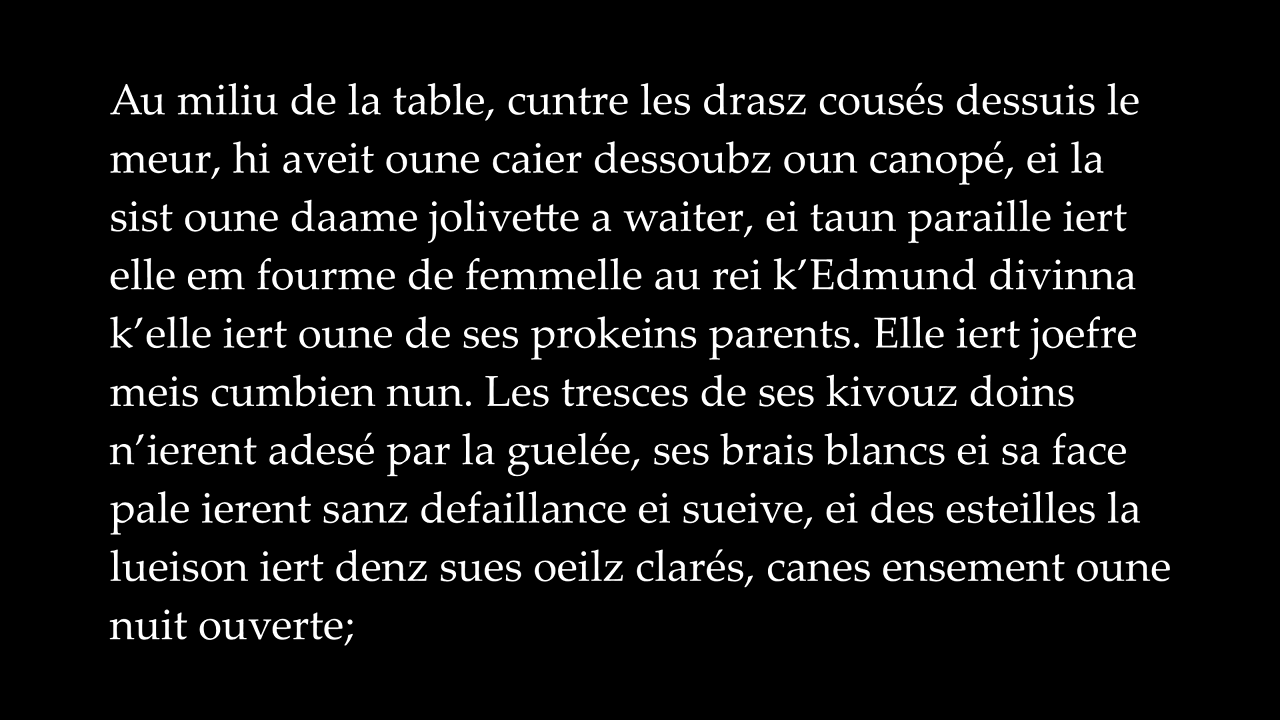 Au miliu de la table, cuntre les drasz cousés dessuis le
meur, hi aveit oune caier dessoubz oun canopé, ei la
sist oune daame jolivette a waiter, ei taun paraille iert
elle em fourme de femmelle au rei k’Edmund divinna
k’elle iert oune de ses prokeins parents. Elle iert joefre
meis cumbien nun. Les tresces de ses kivouz doins
n’ierent adesé par la guelée, ses brais blancs ei sa face
pale ierent sanz defaillance ei sueive, ei des esteilles la
lueison iert denz sues oeilz clarés, canes ensement oune
nuit ouverte;